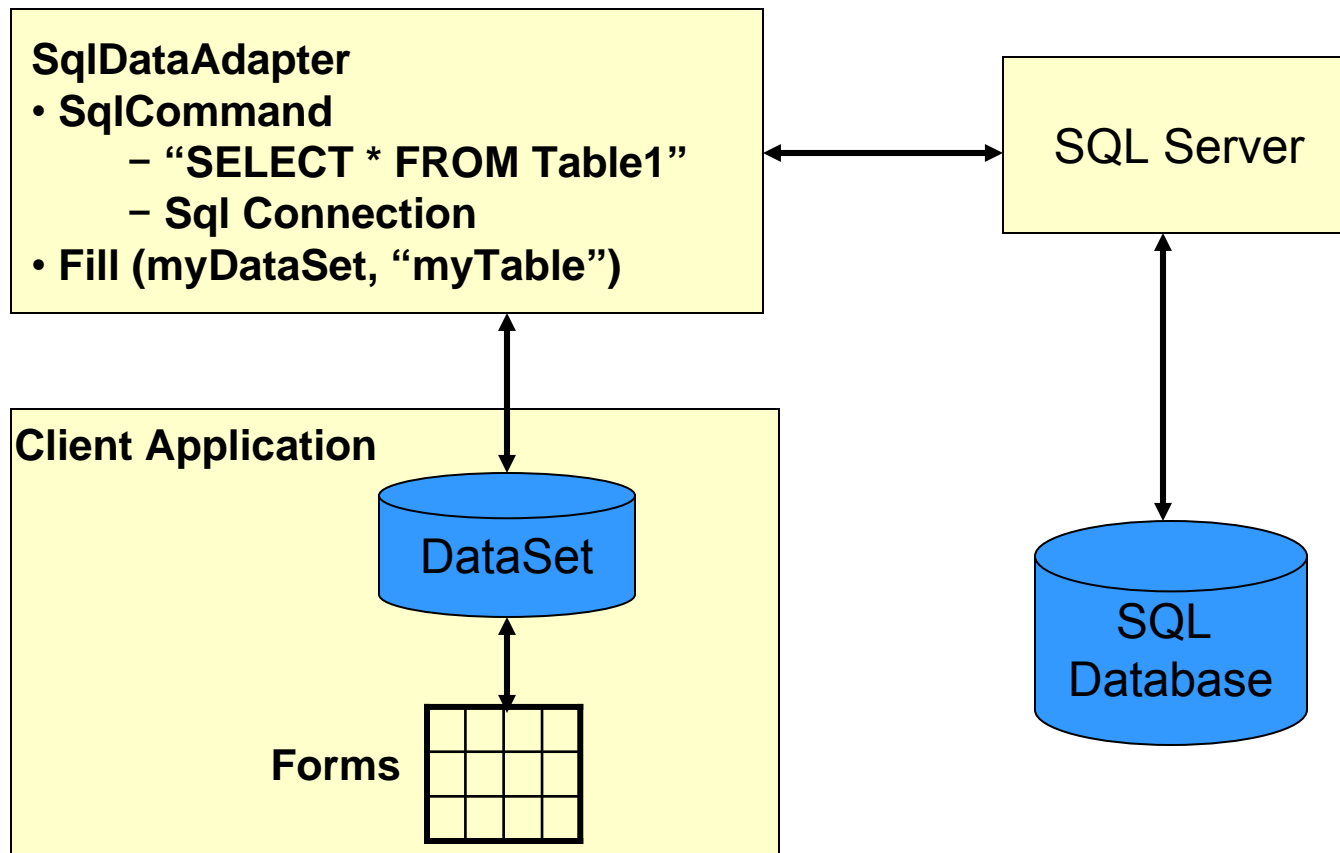 SqlDataAdapter
• SqlCommand
– “SELECT * FROM Table1”
– Sql Connection
• Fill (myDataSet, “myTable”)
SQL Server
Client Application
DataSet
Forms
SQL
Database